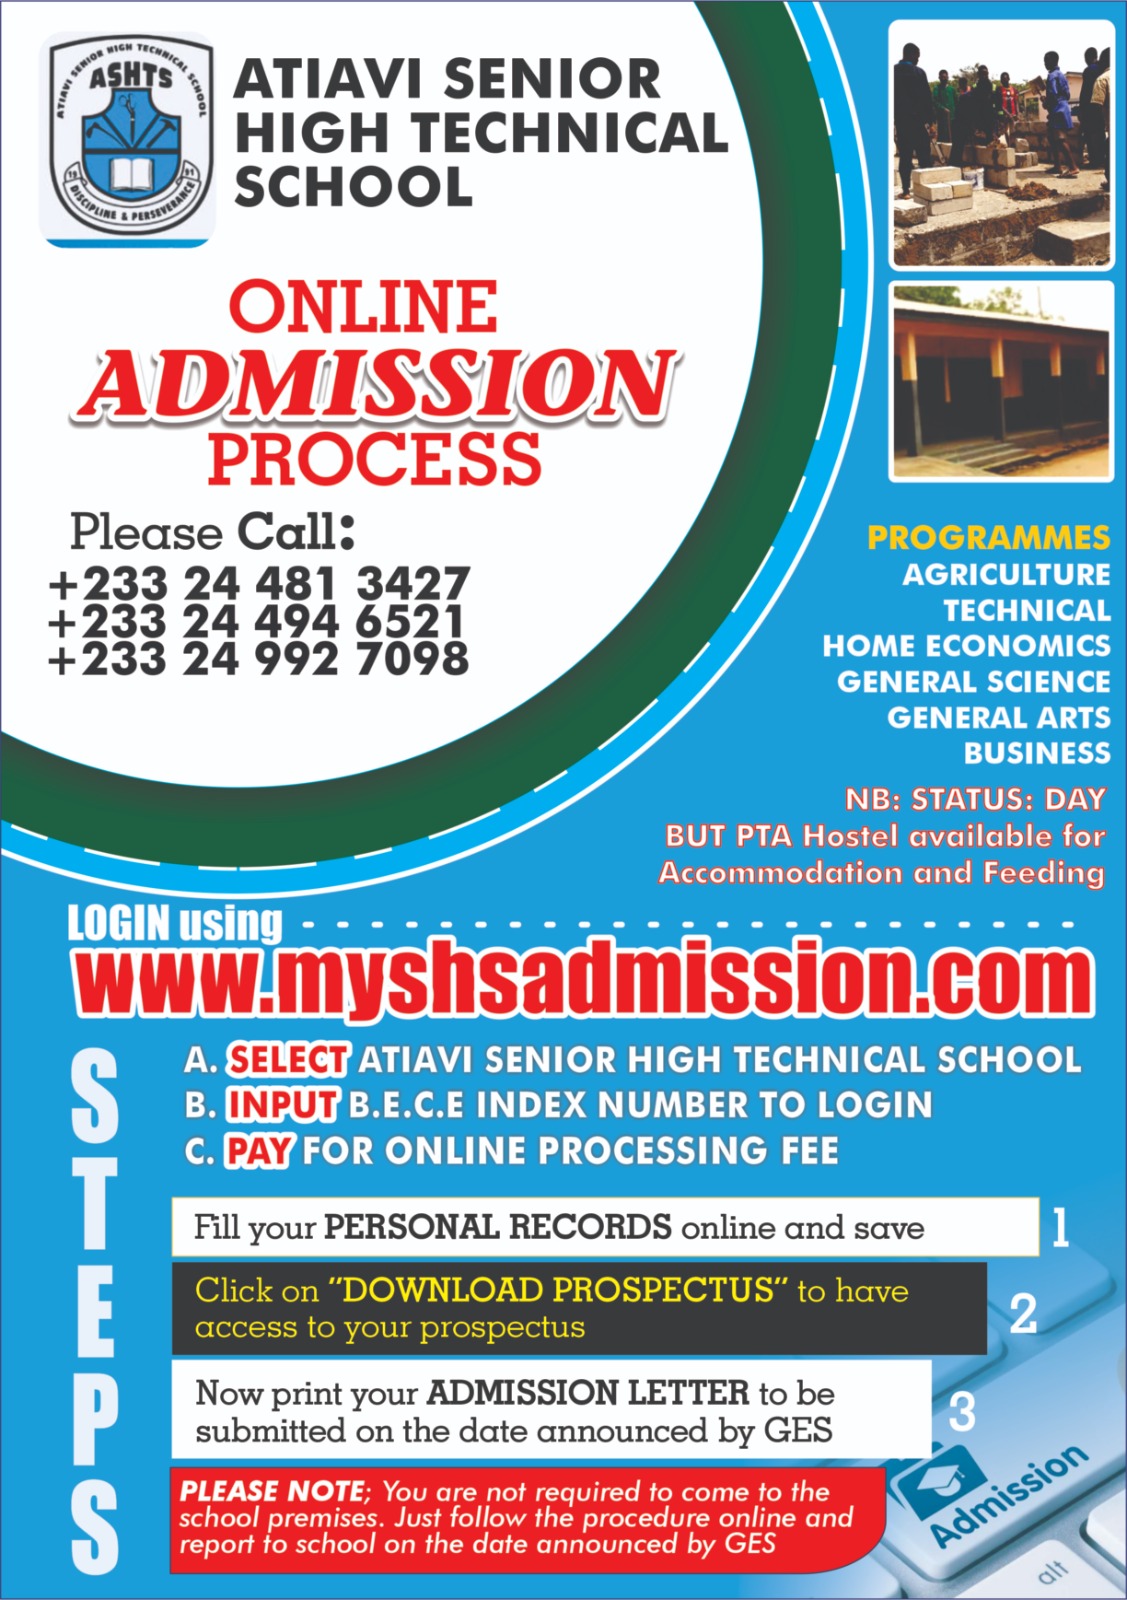 ATIAVI SENIOR HIGH TECHNICAL SCHOOL
ASHTS
19 91
DISCIPLINE & PERSEVERANCE
ATIAVI SENIOR
HIGH TECHNICAL
SCHOOL
ONLINE
ADMISSION
PROCESS
Please Call:
+233 24 481 3427
+233 24 494 6521
+233 24 992 7098
PROGRAMMES
AGRICULTURE
TECHNICAL
HOME ECONOMICS
GENERAL SCIENCE
GENERAL ARTS
BUSINESS
NB: STATUS: DAY
BUT PTA Hostel available for
Accommodation and Feeding
LOGIN using
www.myshsadmission.com
STEPS
A. SELECT ATIAVI SENIOR HIGH TECHNICAL SCHOOL
B. INPUT B.E.C.E INDEX NUMBER TO LOGIN
C. PAY FOR ONLINE PROCESSING FEE
Fill your PERSONAL RECORDS online and save 1
Click on “DOWNLOAD PROSPECTUS“ to have
access to your prospectus 2
Now print your ADMISSION LETTER to be
submitted on the date announced by GES 3
PLEASE NOTE; You are not required to come to the
school premises. Just follow the procedure online and
report to school on the date announced by GES
Admission
alt